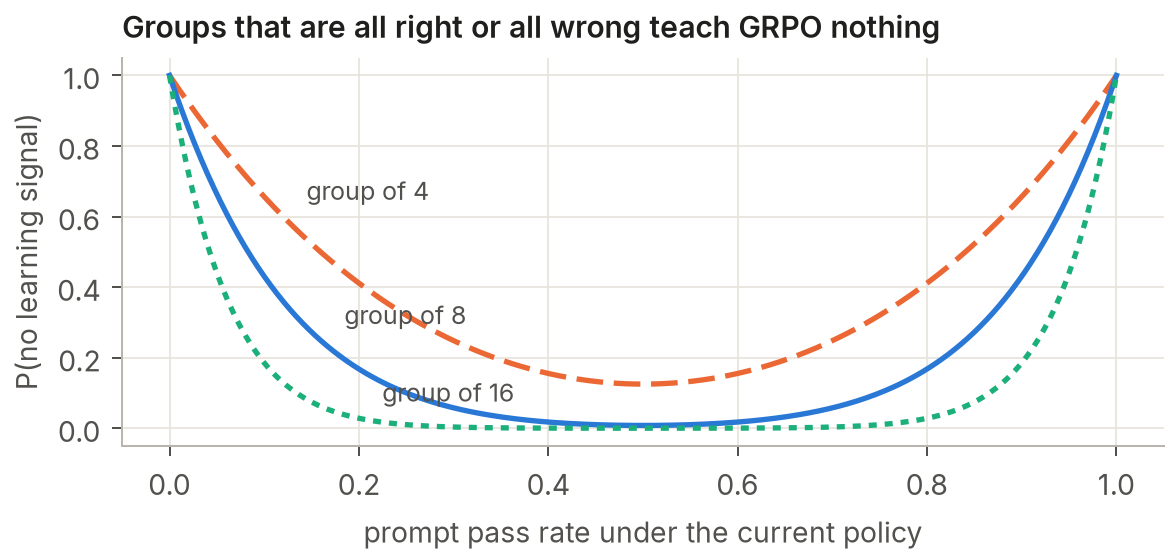 Groups that are all right or all wrong teach GRPO nothing
P(no learning signal)
1.0
0.8
0.6
0.4
0.2
0.0
group of 4
group of 8
group of 16
0.0 0.2 0.4 0.6 0.8 1.0
prompt pass rate under the current policy